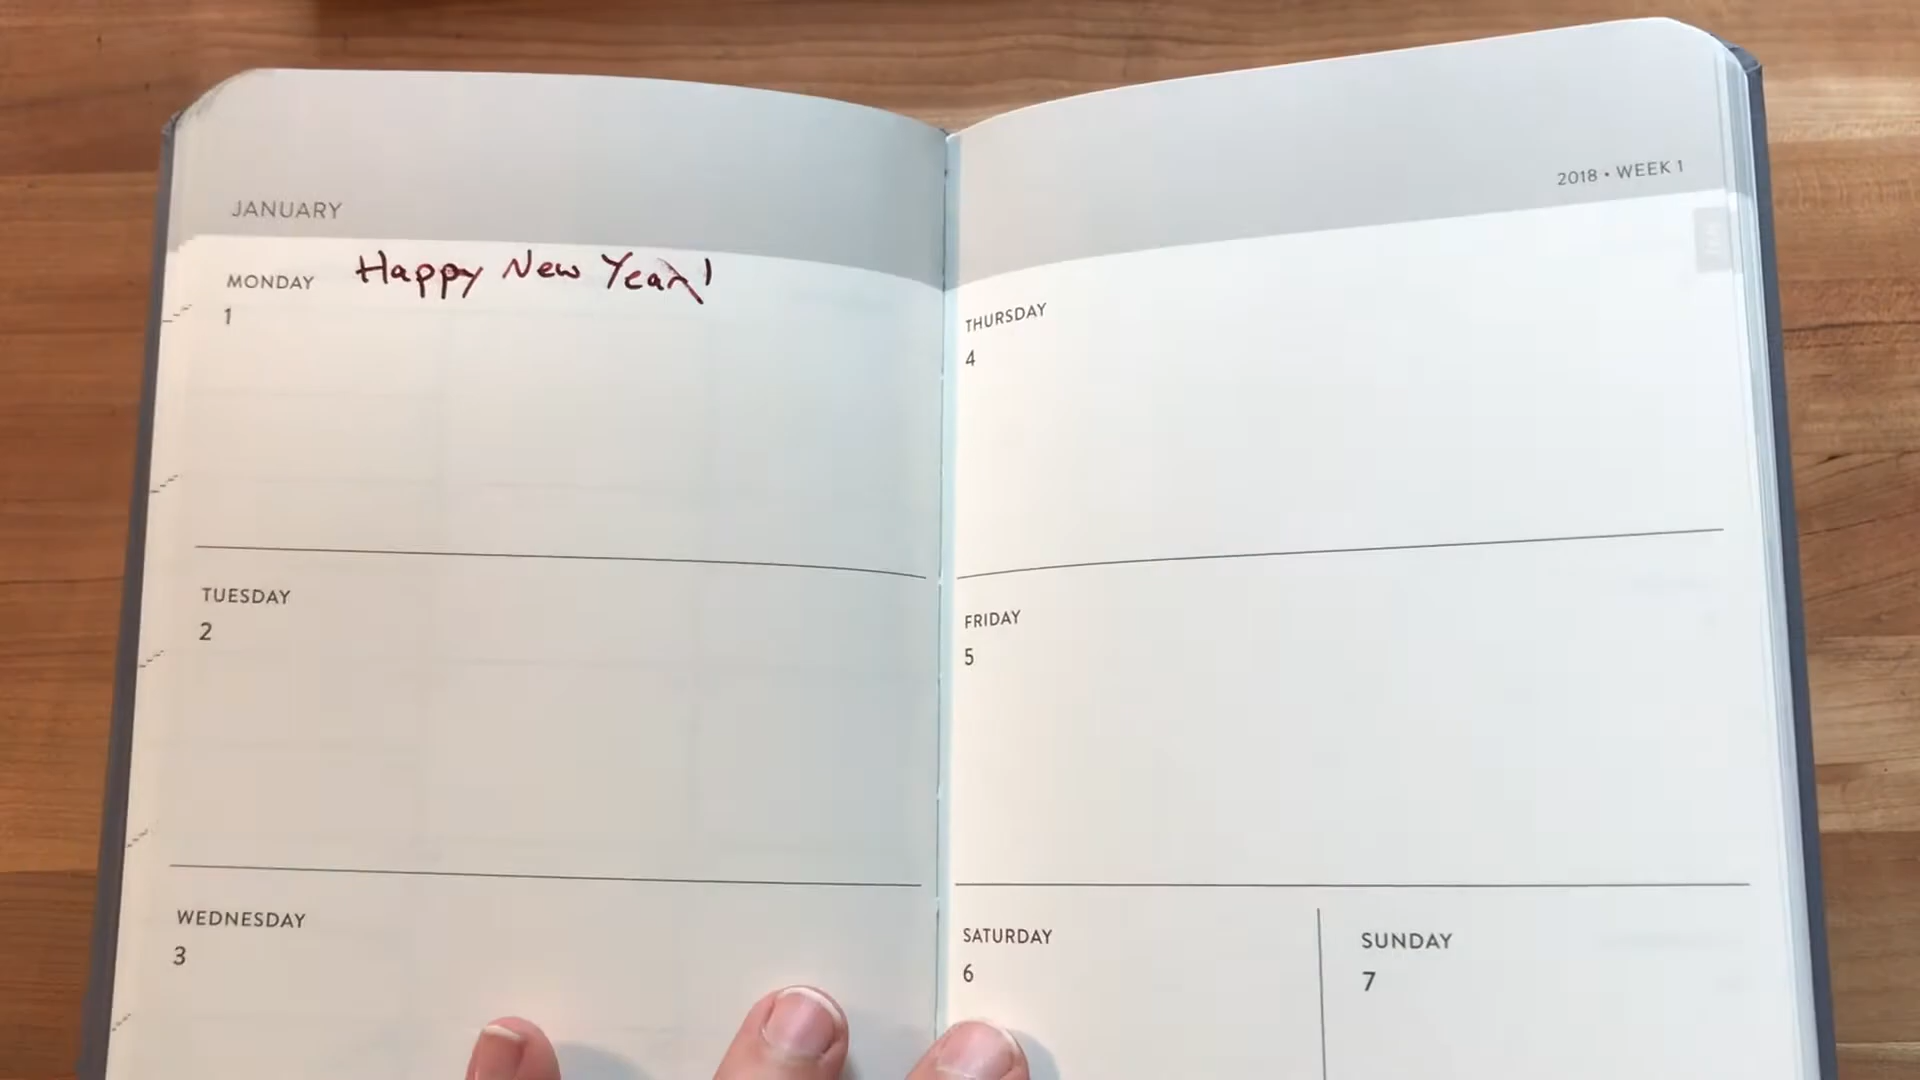 JANUARY
MONDAY Happy New Year!
1
TUESDAY
2
WEDNESDAY
3
2018 • WEEK 1
JAN
THURSDAY
4
FRIDAY
5
SATURDAY
6
SUNDAY
7